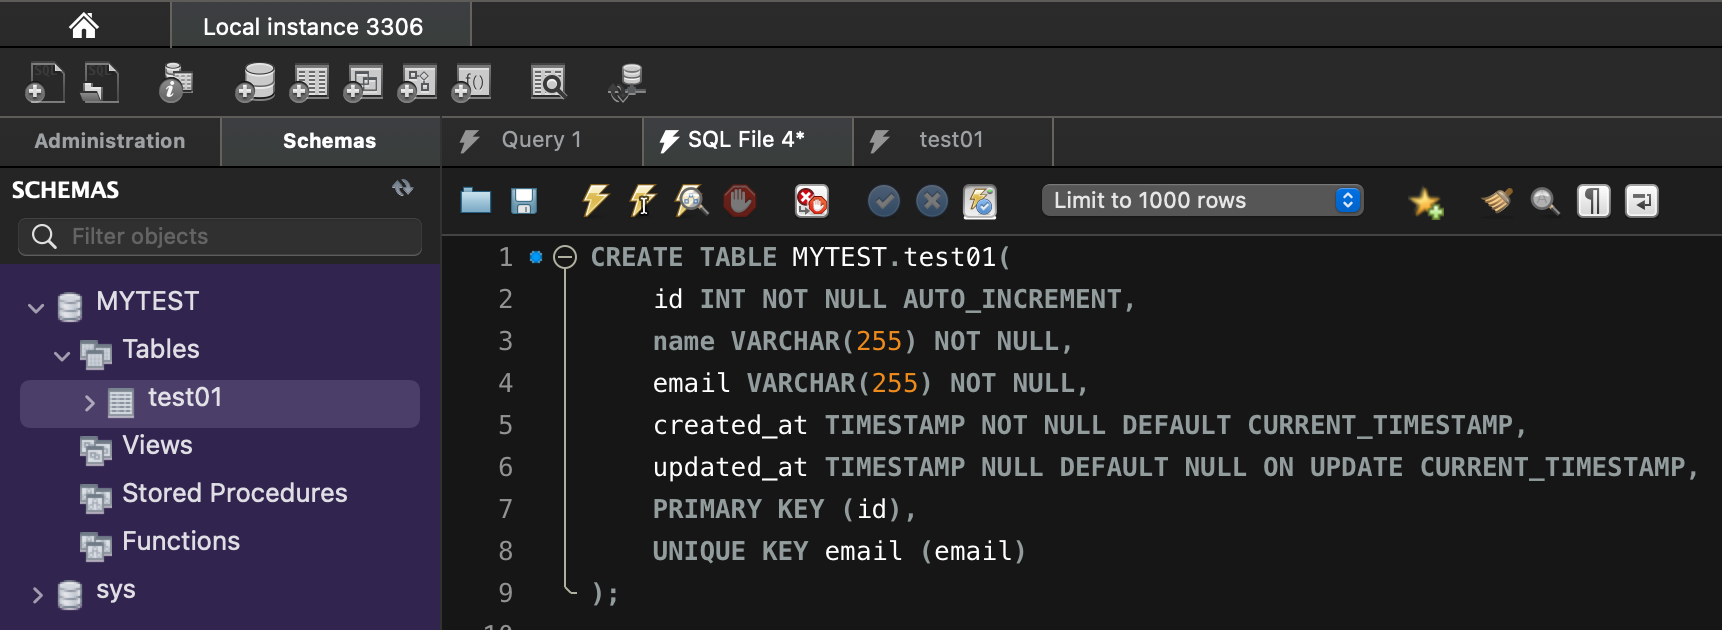 Local instance 3306
Administration
Schemas
Query 1
SQL File 4*
test01
SCHEMAS
Limit to 1000 rows
Filter objects
MYTEST
Tables
test01
Views
Stored Procedures
Functions
sys
1 CREATE TABLE MYTEST.test01(
2 id INT NOT NULL AUTO_INCREMENT,
3 name VARCHAR(255) NOT NULL,
4 email VARCHAR(255) NOT NULL,
5 created_at TIMESTAMP NOT NULL DEFAULT CURRENT_TIMESTAMP,
6 updated_at TIMESTAMP NULL DEFAULT NULL ON UPDATE CURRENT_TIMESTAMP,
7 PRIMARY KEY (id),
8 UNIQUE KEY email (email)
9 );